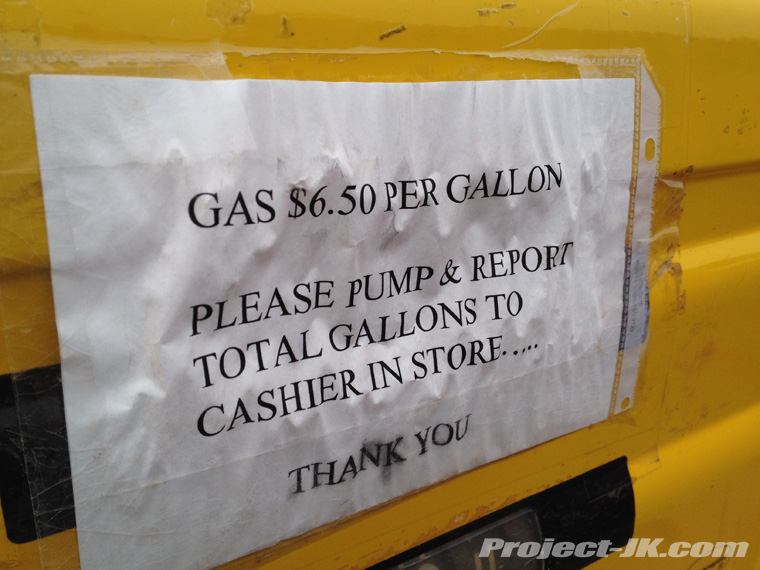 GAS $6.50 PER GALLON
PLEASE PUMP & REPORT
TOTAL GALLONS TO
CASHIER IN STORE.....
THANK YOU
Project-JK.com